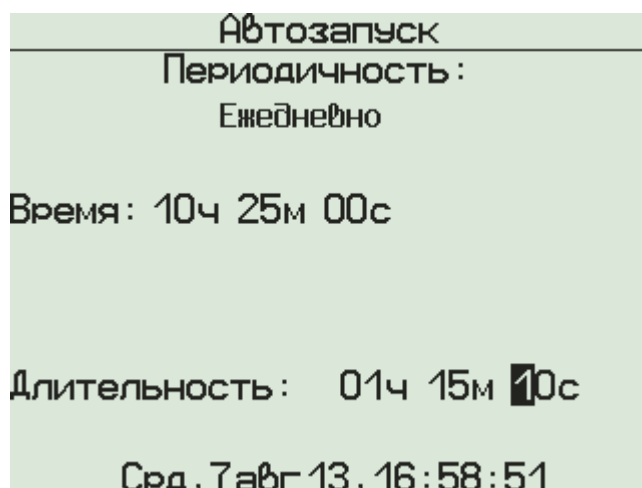 Автозапуск
Периодичность:
Ежедневно
Время: 10ч 25м 00с
Длительность: 01ч 15м 10с
Срд.7авг13.16:58:51